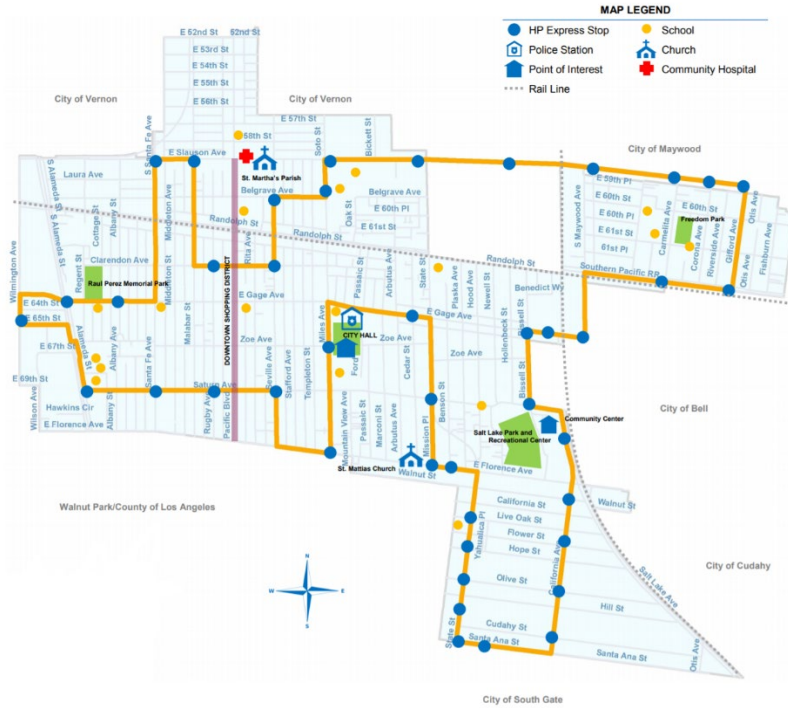 MAP LEGEND
HP Express Stop
School
Police Station
Church
Point of Interest
Community Hospital
Rail Line
E 52nd St
52nd St
E 53rd St
E 54th St
E 55th St
E 56th St
City of Vernon
City of Vernon
E 57th St
58th St
S Santa Fe Ave
Soto St
Bickett St
E Slauson Ave
City of Maywood
Laura Ave
St. Martha's Parish
S Alameda St
S Alameda St
Cottage St
Albany St
Middleton Ave
Belgrave Ave
Oak St
Belgrave Ave
E 60th Pl
E 61st St
Randolph St
Randolph St
Rita Ave
E 59th Pl
E 60th St
E 60th St
E 60th Pl
E 61st St
61st Pl
Freedom Park
S Maywood Ave
Carmelita Ave
Corona Ave
Riverside Ave
Gifford Ave
Otis Ave
Otis Ave
Fishburn Ave
Southern Pacific RR
Randolph St
Wilmington Ave
Regent St
Clarendon Ave
Raul Perez Memorial Park
Middleton St
DOWNTOWN SHOPPING DISTRICT
Passaic St
Arbutus Ave
State St
Plaska Ave
Hood Ave
Newell St
Benedict Wy
E 64th St
E 65th St
E 67th St
E 69th St
Alameda St
Albany Ave
Santa Fe Ave
Malabar St
E Gage Ave
E Gage Ave
Miles Ave
CITY HALL
Zoe Ave
Zoe Ave
Zoe Ave
Ford
Cedar St
Hollenbeck St
Bissell St
Bissell St
Wilson Ave
Saturn Ave
Seville Ave
Stafford Ave
Templeton St
Benson St
City of Bell
Hawkins Cir
Albany St
E Florence Ave
Rugby Ave
Pacific Blvd
Mountain View Ave
Passaic St
Marconi St
Arbutus Ave
Mission Pl
Community Center
Salt Lake Park and
Recreational Center
St. Mattias Church
E Florence Ave
Walnut St
Walnut St
Walnut Park/County of Los Angeles
California St
Live Oak St
Flower St
Hope St
Yahualica Pl
California Ave
Olive St
Salt Lake Ave
City of Cudahy
N
W
E
S
Hill St
State St
Cudahy St
Santa Ana St
Santa Ana St
Otis Ave
City of South Gate